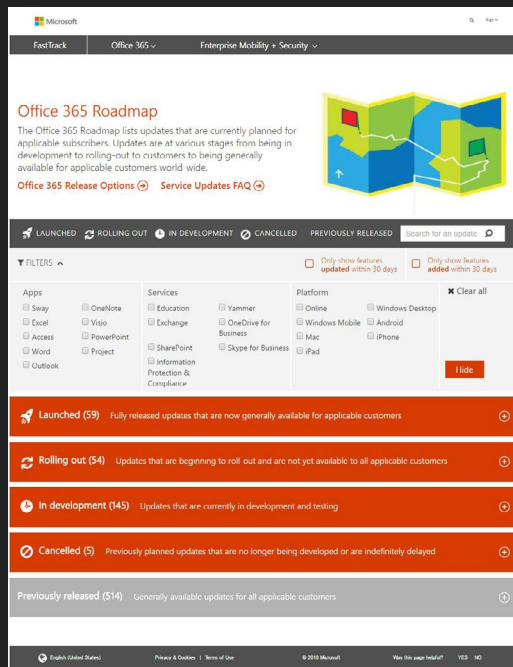 Microsoft
Sign in
FastTrack Office 365 Enterprise Mobility + Security
Office 365 Roadmap
The Office 365 Roadmap lists updates that are currently planned for
applicable subscribers. Updates are at various stages from being in
development to rolling-out to customers to being generally
available for applicable customers world-wide.
Office 365 Release Options Service Updates FAQ
LAUNCHED ROLLING OUT IN DEVELOPMENT CANCELLED PREVIOUSLY RELEASED Search for an update
FILTERS
Only show features
updated within 30 days
Only show features
added within 30 days
Apps
Sway OneNote
Excel Visio
Access PowerPoint
Word Project
Outlook
Services
Education Yammer
Exchange OneDrive for
Business
SharePoint Skype for Business
Information
Protection &
Compliance
Platform
Online Windows Desktop
Windows Mobile Android
Mac iPhone
iPad
Clear all
Hide
Launched (59) Fully released updates that are now generally available for applicable customers
Rolling out (54) Updates that are beginning to roll out and are not yet available to all applicable customers
In development (145) Updates that are currently in development and testing
Cancelled (5) Previously planned updates that are no longer being developed or are indefinitely delayed
Previously released (514) Generally available updates for all applicable customers
English (United States) Privacy & Cookies | Terms of Use © 2010 Microsoft Was this page helpful? YES NO